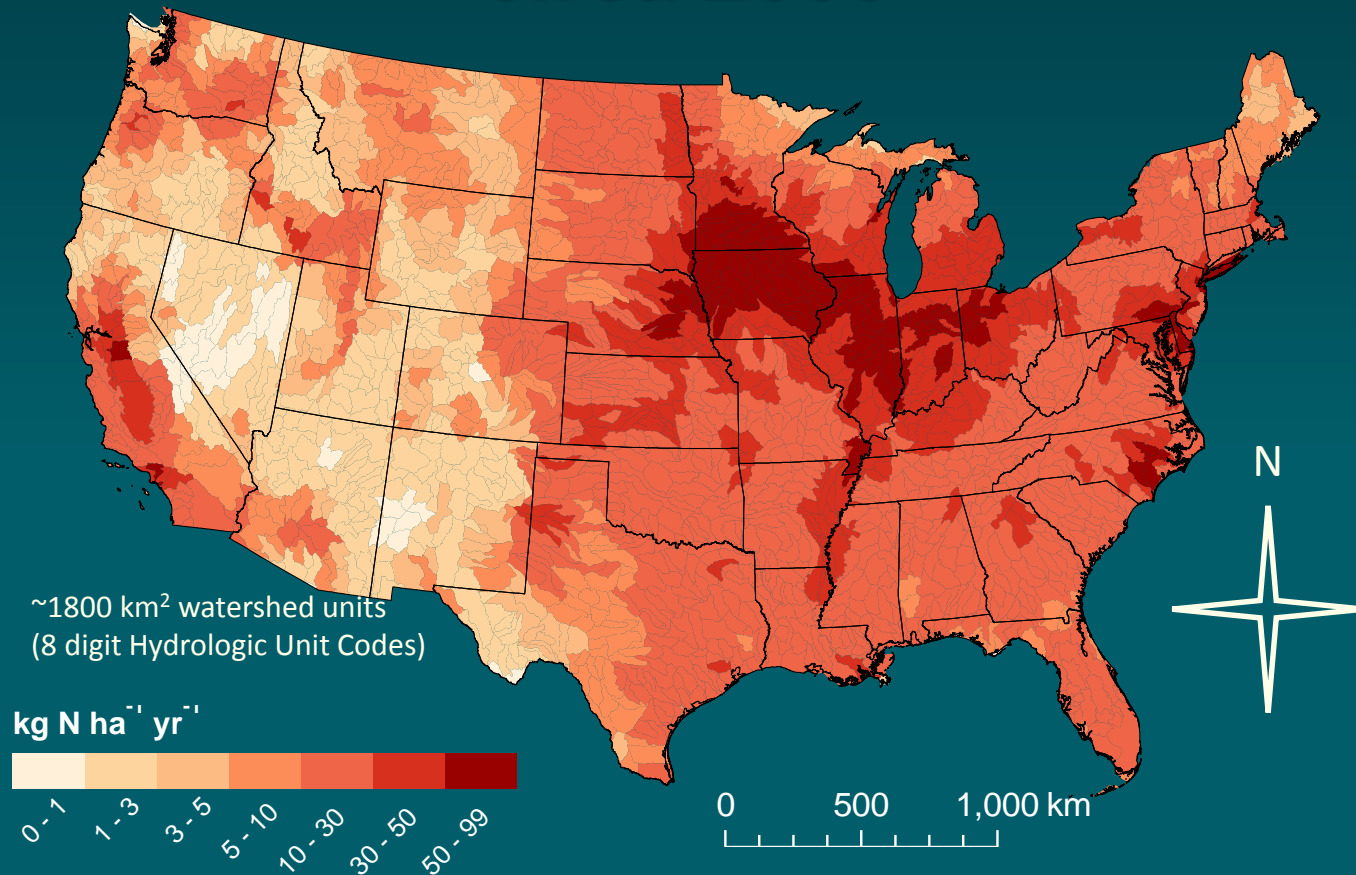 N
~1800 km² watershed units
(8 digit Hydrologic Unit Codes)
kg N ha⁻¹ yr⁻¹
0 - 1
1 - 3
3 - 5
5 - 10
10 - 30
30 - 50
50 - 99
0 500 1,000 km